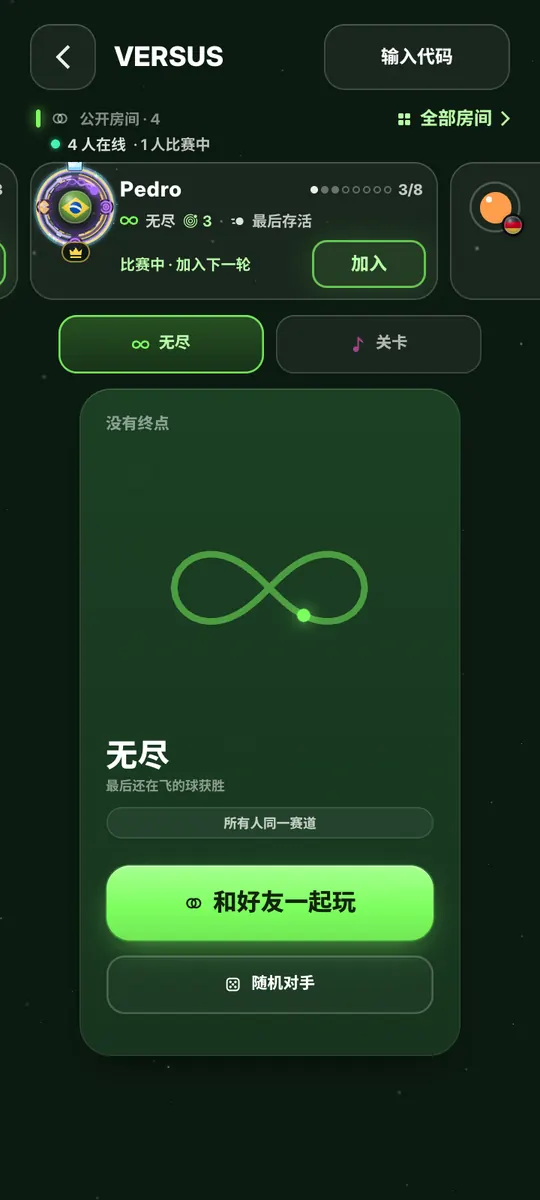 VERSUS
输入代码
公开房间 · 4
全部房间
4 人在线 · 1 人比赛中
Pedro
3/8
无尽 3 · 最后存活
比赛中 · 加入下一轮
加入
无尽
关卡
没有终点
无尽
最后还在飞的球获胜
所有人同一赛道
和好友一起玩
随机对手